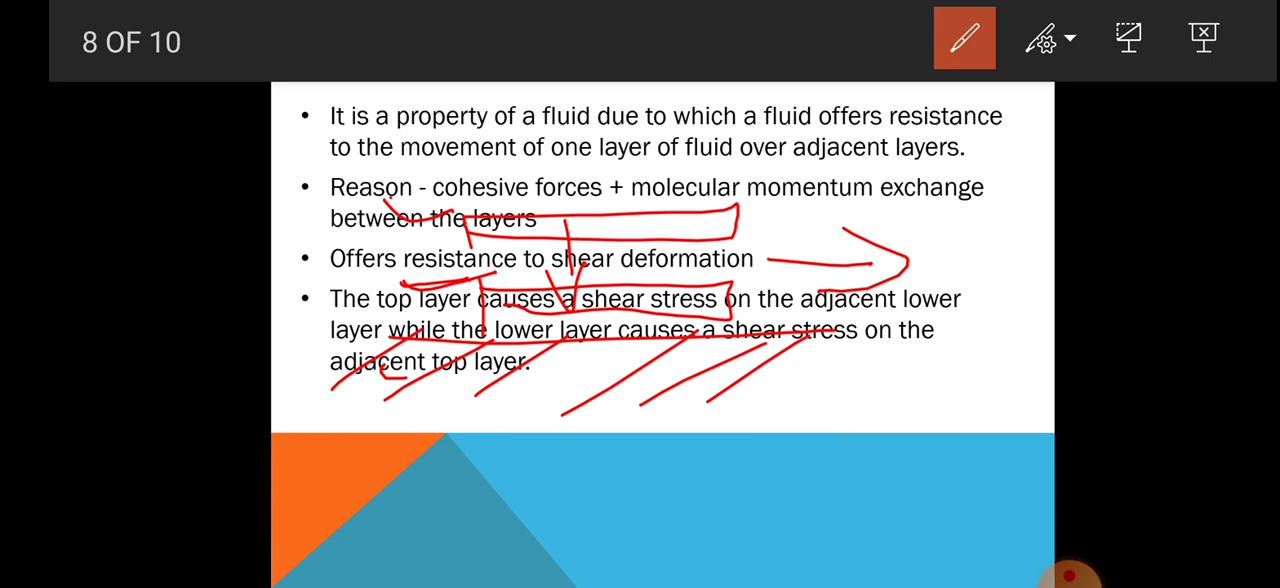 8 OF 10
• It is a property of a fluid due to which a fluid offers resistance
to the movement of one layer of fluid over adjacent layers.
• Reason - cohesive forces + molecular momentum exchange
between the layers
• Offers resistance to shear deformation
• The top layer causes a shear stress on the adjacent lower
layer while the lower layer causes a shear stress on the
adjacent top layer.